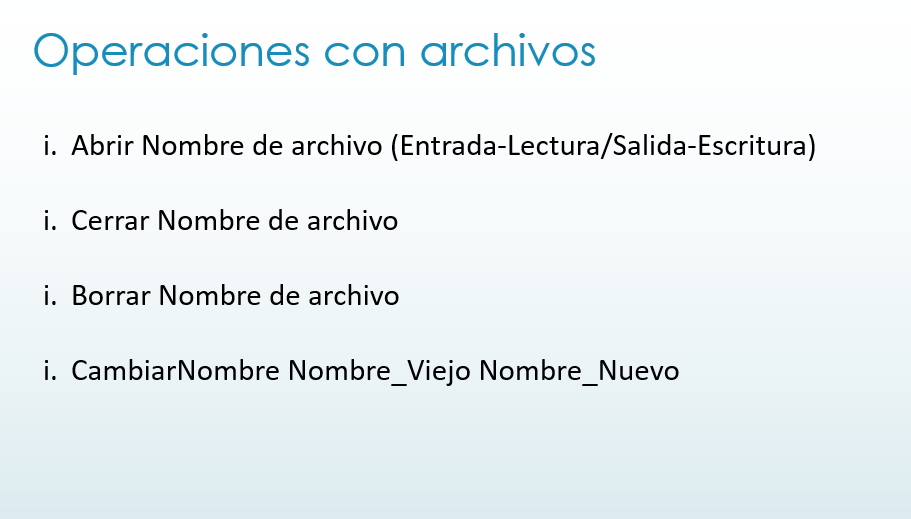 Operaciones con archivos
i. Abrir Nombre de archivo (Entrada-Lectura/Salida-Escritura)
i. Cerrar Nombre de archivo
i. Borrar Nombre de archivo
i. CambiarNombre Nombre_Viejo Nombre_Nuevo